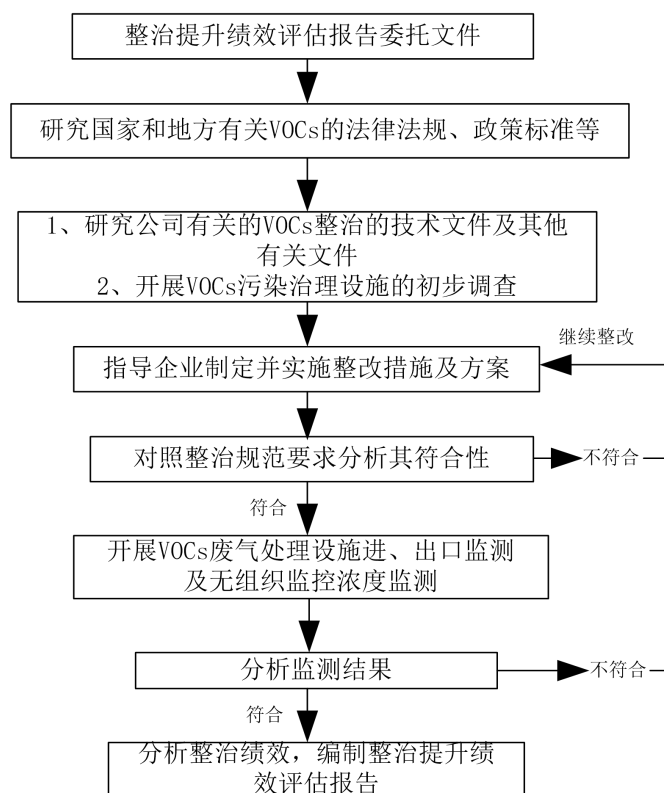 整治提升绩效评估报告委托文件
研究国家和地方有关VOCs的法律法规、政策标准等
1、研究公司有关的VOCs整治的技术文件及其他
有关文件
2、开展VOCs污染治理设施的初步调查
继续整改
指导企业制定并实施整改措施及方案
对照整治规范要求分析其符合性
不符合
符合
开展VOCs废气处理设施进、出口监测
及无组织监控浓度监测
分析监测结果
不符合
符合
分析整治绩效，编制整治提升绩
效评估报告